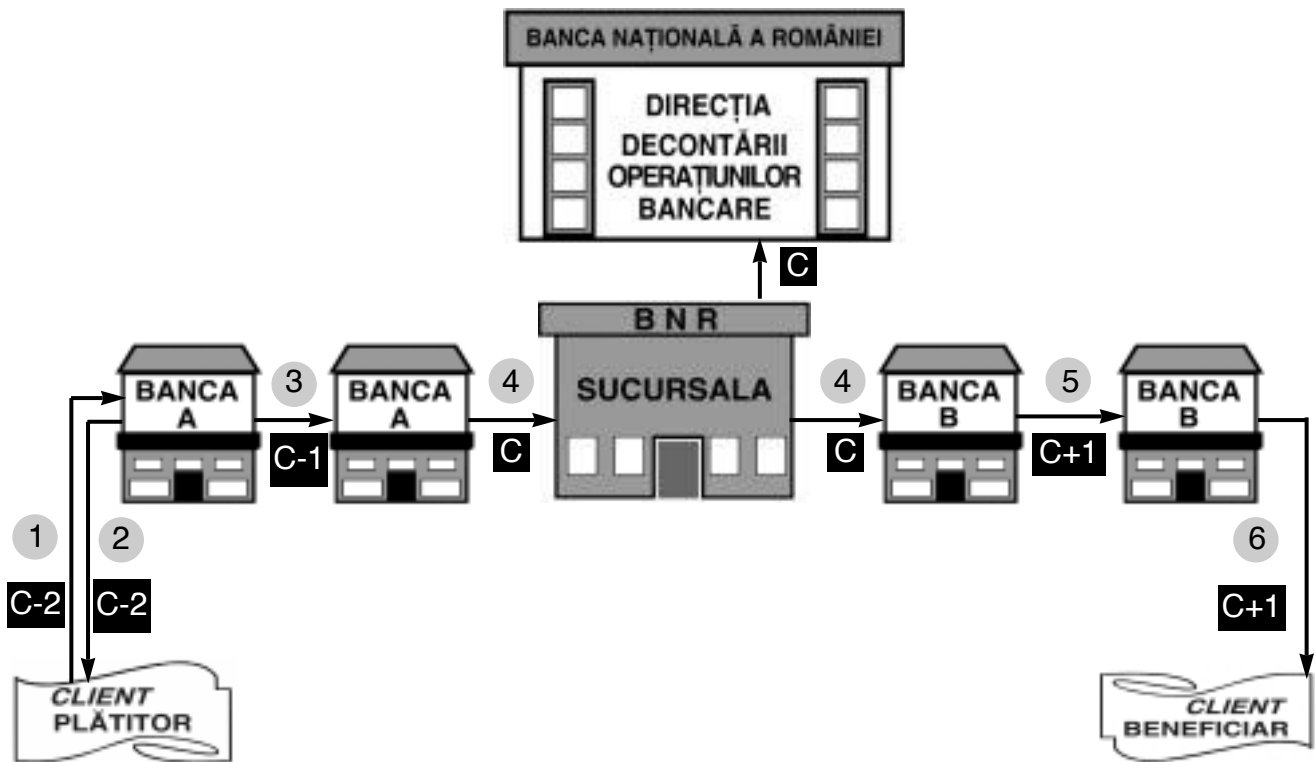 BANCA NAȚIONALĂ A ROMÂNIEI
DIRECȚIA
DECONTĂRII
OPERAȚIUNILOR
BANCARE
C
B N R
SUCURSALA
BANCA
A
3
C-1
BANCA
A
4
C
4
C
BANCA
B
5
C+1
BANCA
B
1
C-2
2
C-2
6
C+1
CLIENT
PLĂTITOR
CLIENT
BENEFICIAR